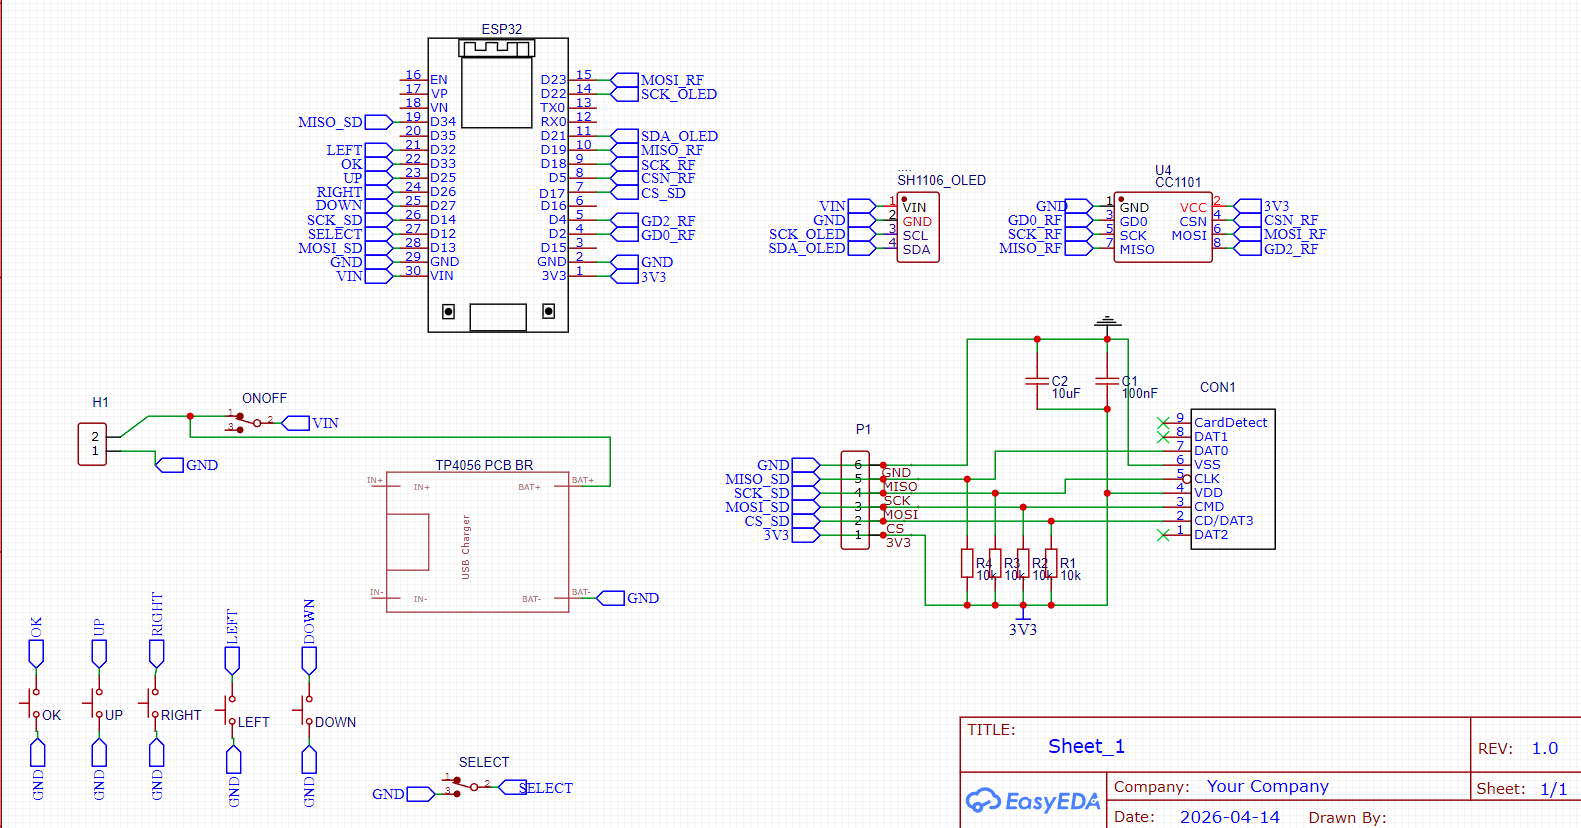 ESP32
16 EN
17 VP
18 VN
MISO_SD 19 D34
20 D35
LEFT 21 D32
OK 22 D33
UP 23 D25
RIGHT 24 D26
DOWN 25 D27
SCK_SD 26 D14
SELECT 27 D12
MOSI_SD 28 D13
GND 29 GND
VIN 30 VIN
D23 15 MOSI_RF
D22 14 SCK_OLED
TX0 13
RX0 12
D21 11 SDA_OLED
D19 10 MISO_RF
D18 9 SCK_RF
D5 8 CSN_RF
D17 7 CS_SD
D16 6
D4 5 GD2_RF
D2 4 GD0_RF
D15 3
GND 2 GND
3V3 1 3V3
....
SH1106_OLED
VIN 1 VIN
GND 2 GND
SCK_OLED 3 SCL
SDA_OLED 4 SDA
U4
CC1101
GND 1 GND VCC 2 3V3
GD0_RF 3 GD0 CSN 4 CSN_RF
SCK_RF 5 SCK MOSI 6 MOSI_RF
MISO_RF 7 MISO 8 GD2_RF
H1
2
1
GND
ONOFF
1
3
2
VIN
TP4056 PCB BR
IN+ IN+ BAT+ BAT+
USB Charger
IN- IN- BAT- BAT-
GND
C2
10uF
C1
100nF
CON1
9 CardDetect
8 DAT1
7 DAT0
6 VSS
5 CLK
4 VDD
3 CMD
2 CD/DAT3
1 DAT2
P1
GND 6 GND
MISO_SD 5 MISO
SCK_SD 4 SCK
MOSI_SD 3 MOSI
CS_SD 2 CS
3V3 1 3V3
R4
10k
R3
10k
R2
10k
R1
10k
3V3
OK
OK
GND
UP
UP
GND
RIGHT
RIGHT
GND
LEFT
LEFT
GND
DOWN
DOWN
GND
SELECT
GND
1
3
2
SELECT
TITLE:
Sheet_1
REV: 1.0
EasyEDA
Company: Your Company
Sheet: 1/1
Date: 2026-04-14 Drawn By: